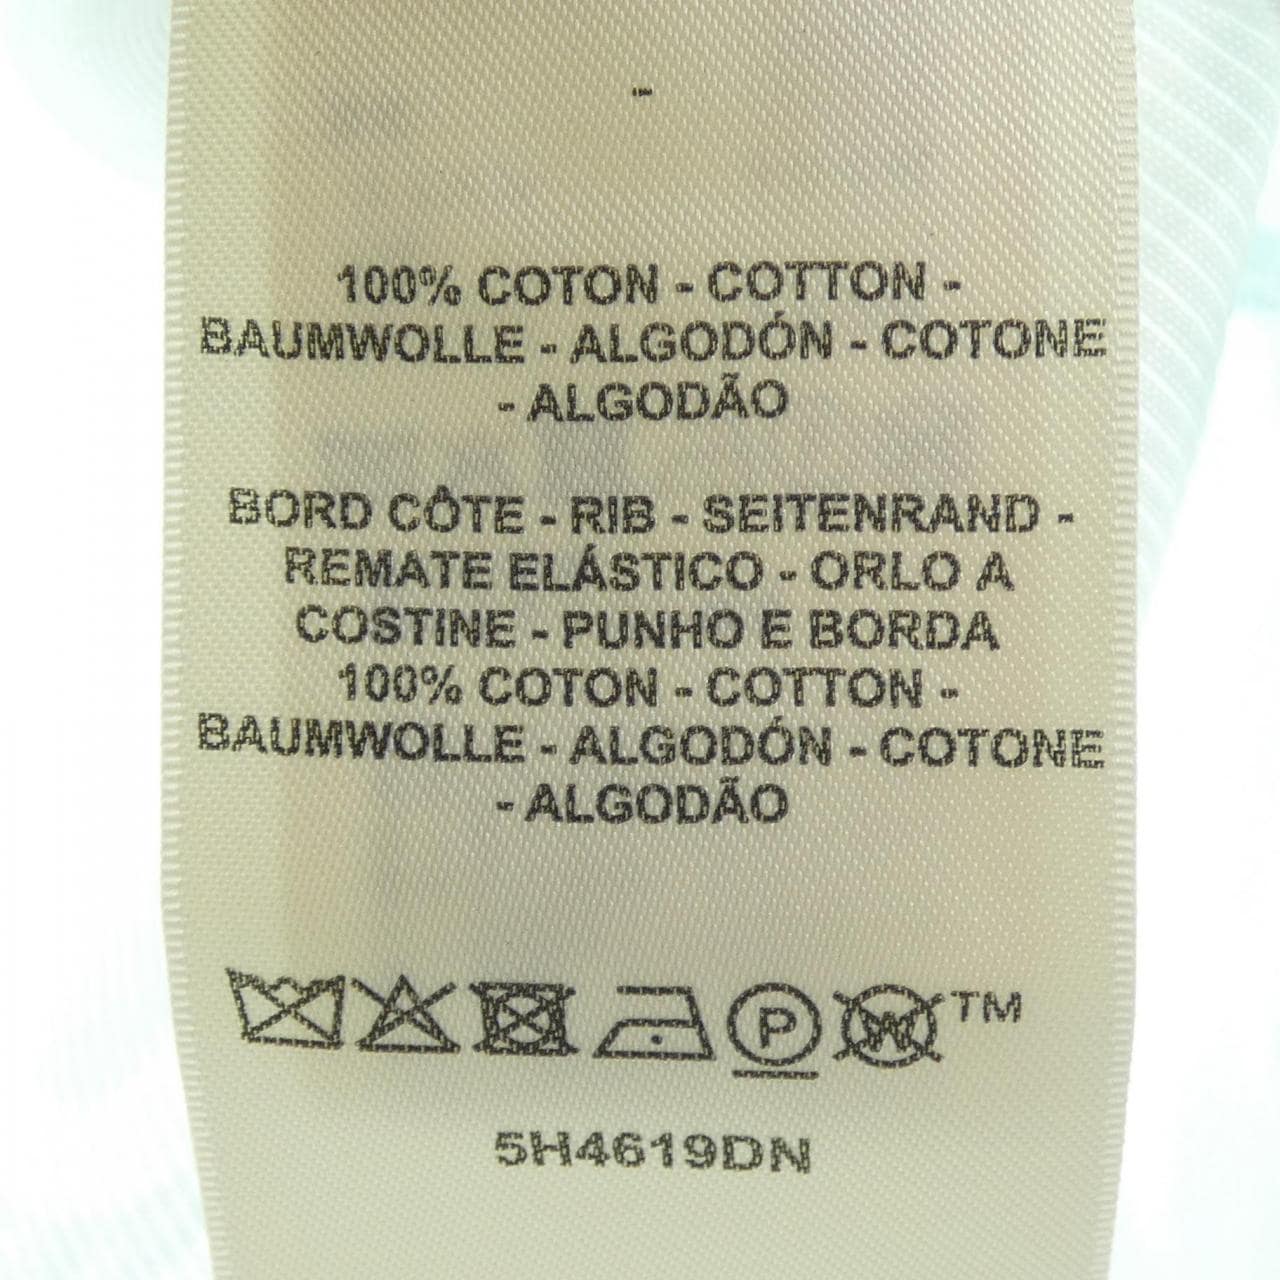 -
100% COTON - COTTON -
BAUMWOLLE - ALGODÓN - COTONE
- ALGODÃO
BORD CÔTE - RIB - SEITENRAND -
REMATE ELÁSTICO - ORLO A
COSTINE - PUNHO E BORDA
100% COTON - COTTON -
BAUMWOLLE - ALGODÓN - COTONE
- ALGODÃO
P W TM
5H4619DN